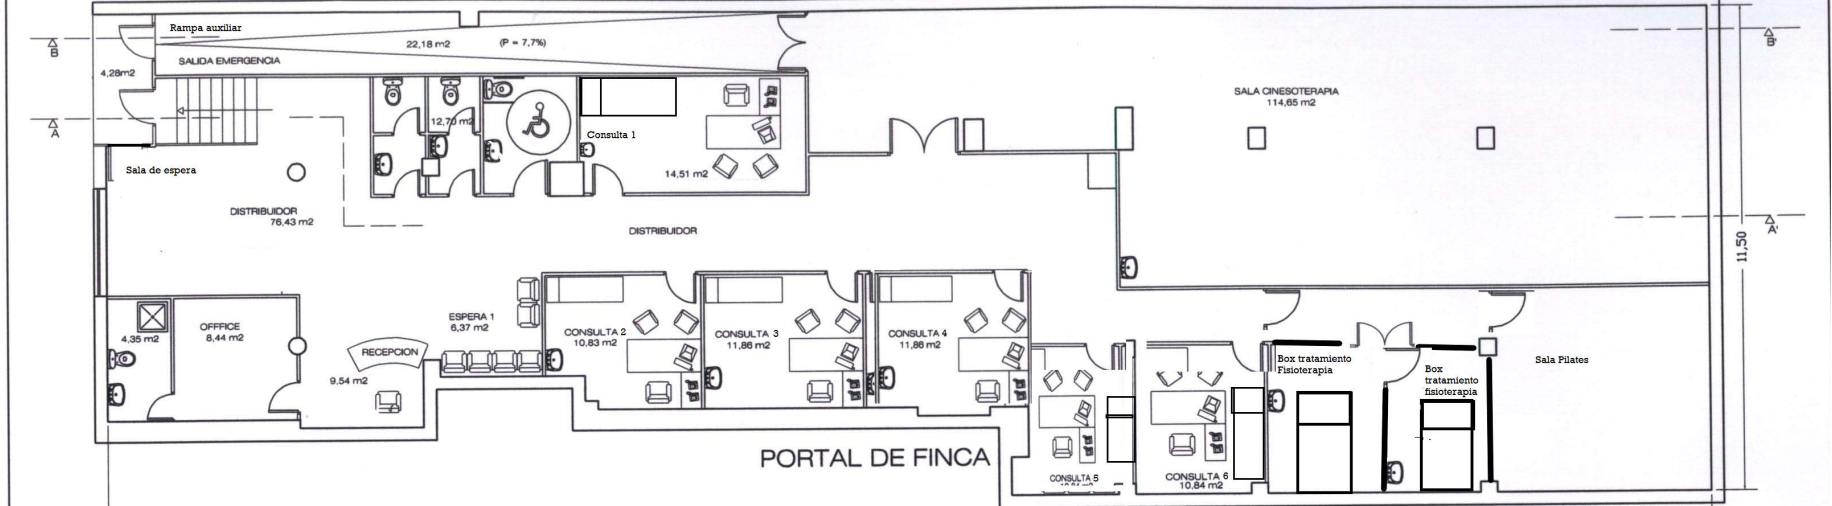 Rampa auxiliar
22,18 m2
(P = 7,7%)
SALIDA EMERGENCIA
B
B'
4,28m2
A
A'
12,70 m2
Consulta 1
14,51 m2
SALA CINESOTERAPIA
114,65 m2
Sala de espera
DISTRIBUIDOR
76,43 m2
DISTRIBUIDOR
11,50
4,35 m2
OFFFICE
8,44 m2
RECEPCION
9,54 m2
ESPERA 1
6,37 m2
CONSULTA 2
10,83 m2
CONSULTA 3
11,86 m2
CONSULTA 4
11,86 m2
Box tratamiento
Fisioterapia
Box
tratamiento
fisioterapia
Sala Pilates
PORTAL DE FINCA
CONSULTA 5
CONSULTA 6
10,84 m2